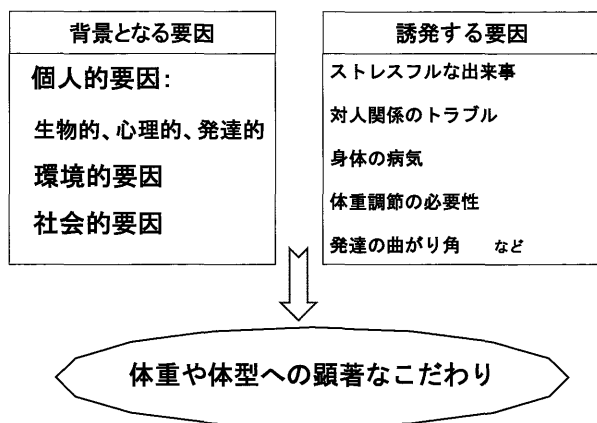 背景となる要因
個人的要因:
生物的、心理的、発達的
環境的要因
社会的要因
誘発する要因
ストレスフルな出来事
対人関係のトラブル
身体の病気
体重調節の必要性
発達の曲がり角 など
体重や体型への顕著なこだわり